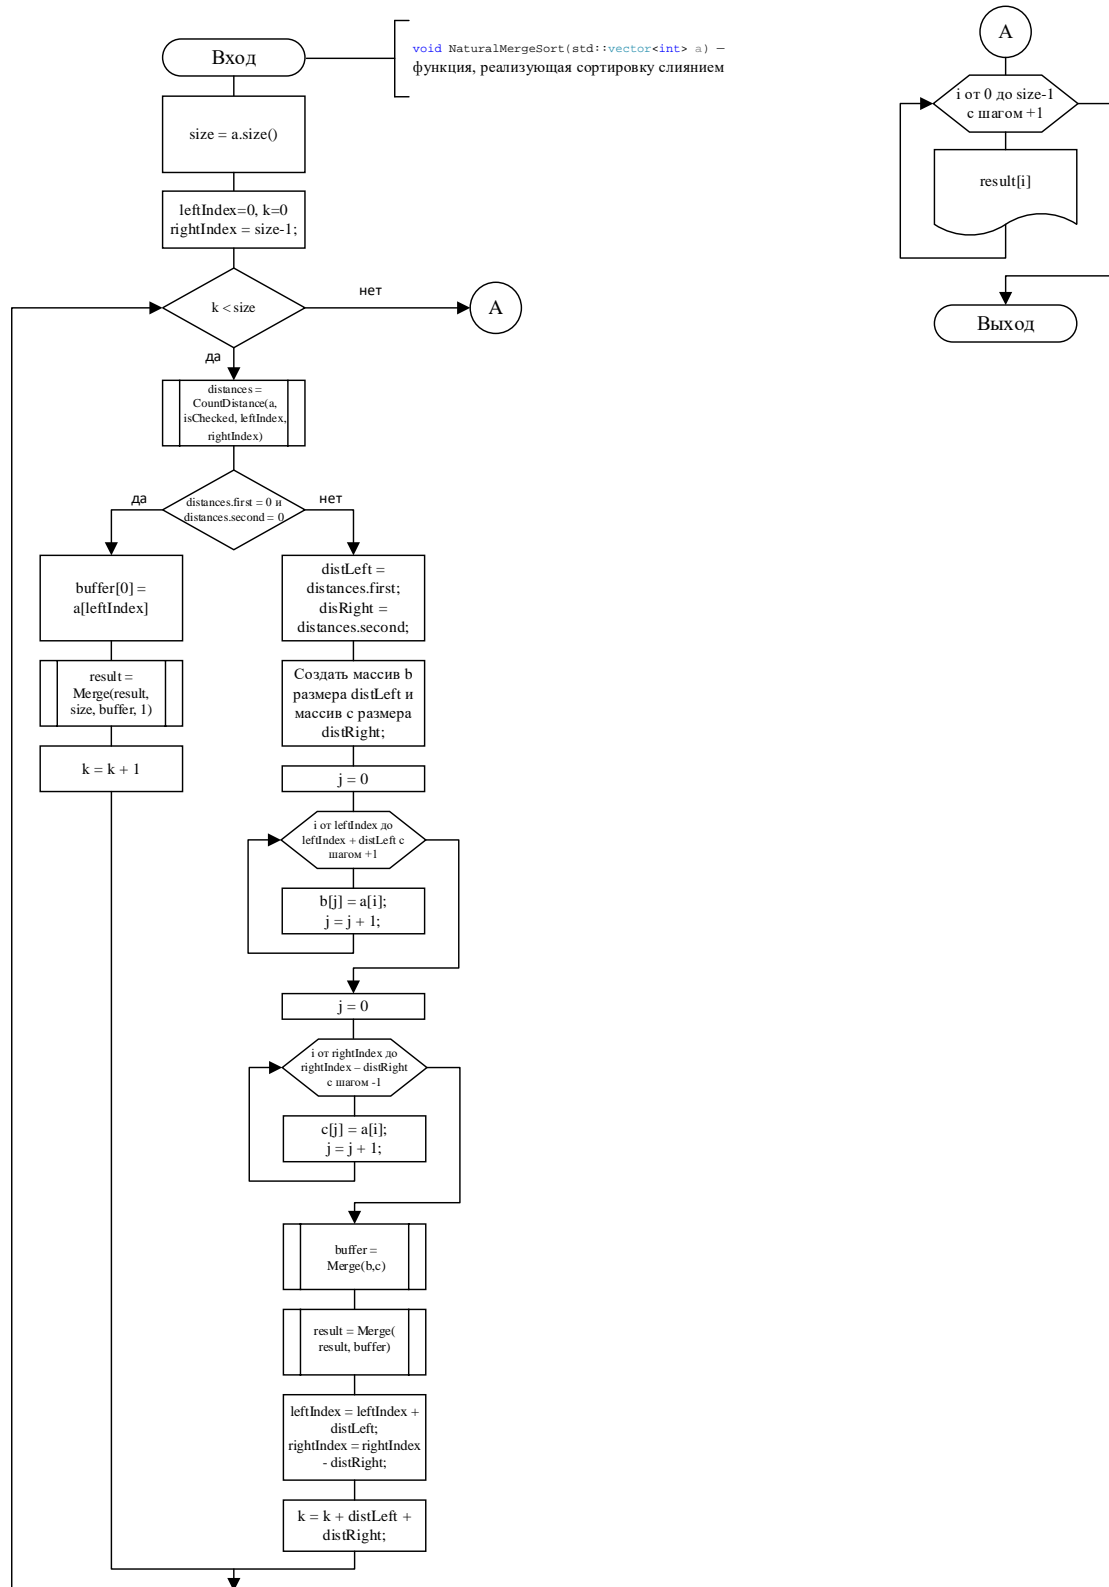 Вход
void NaturalMergeSort(std::vector<int> a) –
функция, реализующая сортировку слиянием
size = a.size()
leftIndex=0, k=0
rightIndex = size-1;
k < size
нет
A
да
distances =
CountDistance(a,
isChecked, leftIndex,
rightIndex)
distances.first = 0 и
distances.second = 0
да
нет
buffer[0] =
a[leftIndex]
result =
Merge(result,
size, buffer, 1)
k = k + 1
distLeft =
distances.first;
disRight =
distances.second;
Создать массив b
размера distLeft и
массив c размера
distRight;
j = 0
i от leftIndex до
leftIndex + distLeft с
шагом +1
b[j] = a[i];
j = j + 1;
j = 0
i от rightIndex до
rightIndex – distRight
с шагом -1
c[j] = a[i];
j = j + 1;
buffer =
Merge(b,c)
result = Merge(
result, buffer)
leftIndex = leftIndex +
distLeft;
rightIndex = rightIndex
- distRight;
k = k + distLeft +
distRight;
A
i от 0 до size-1
с шагом +1
result[i]
Выход